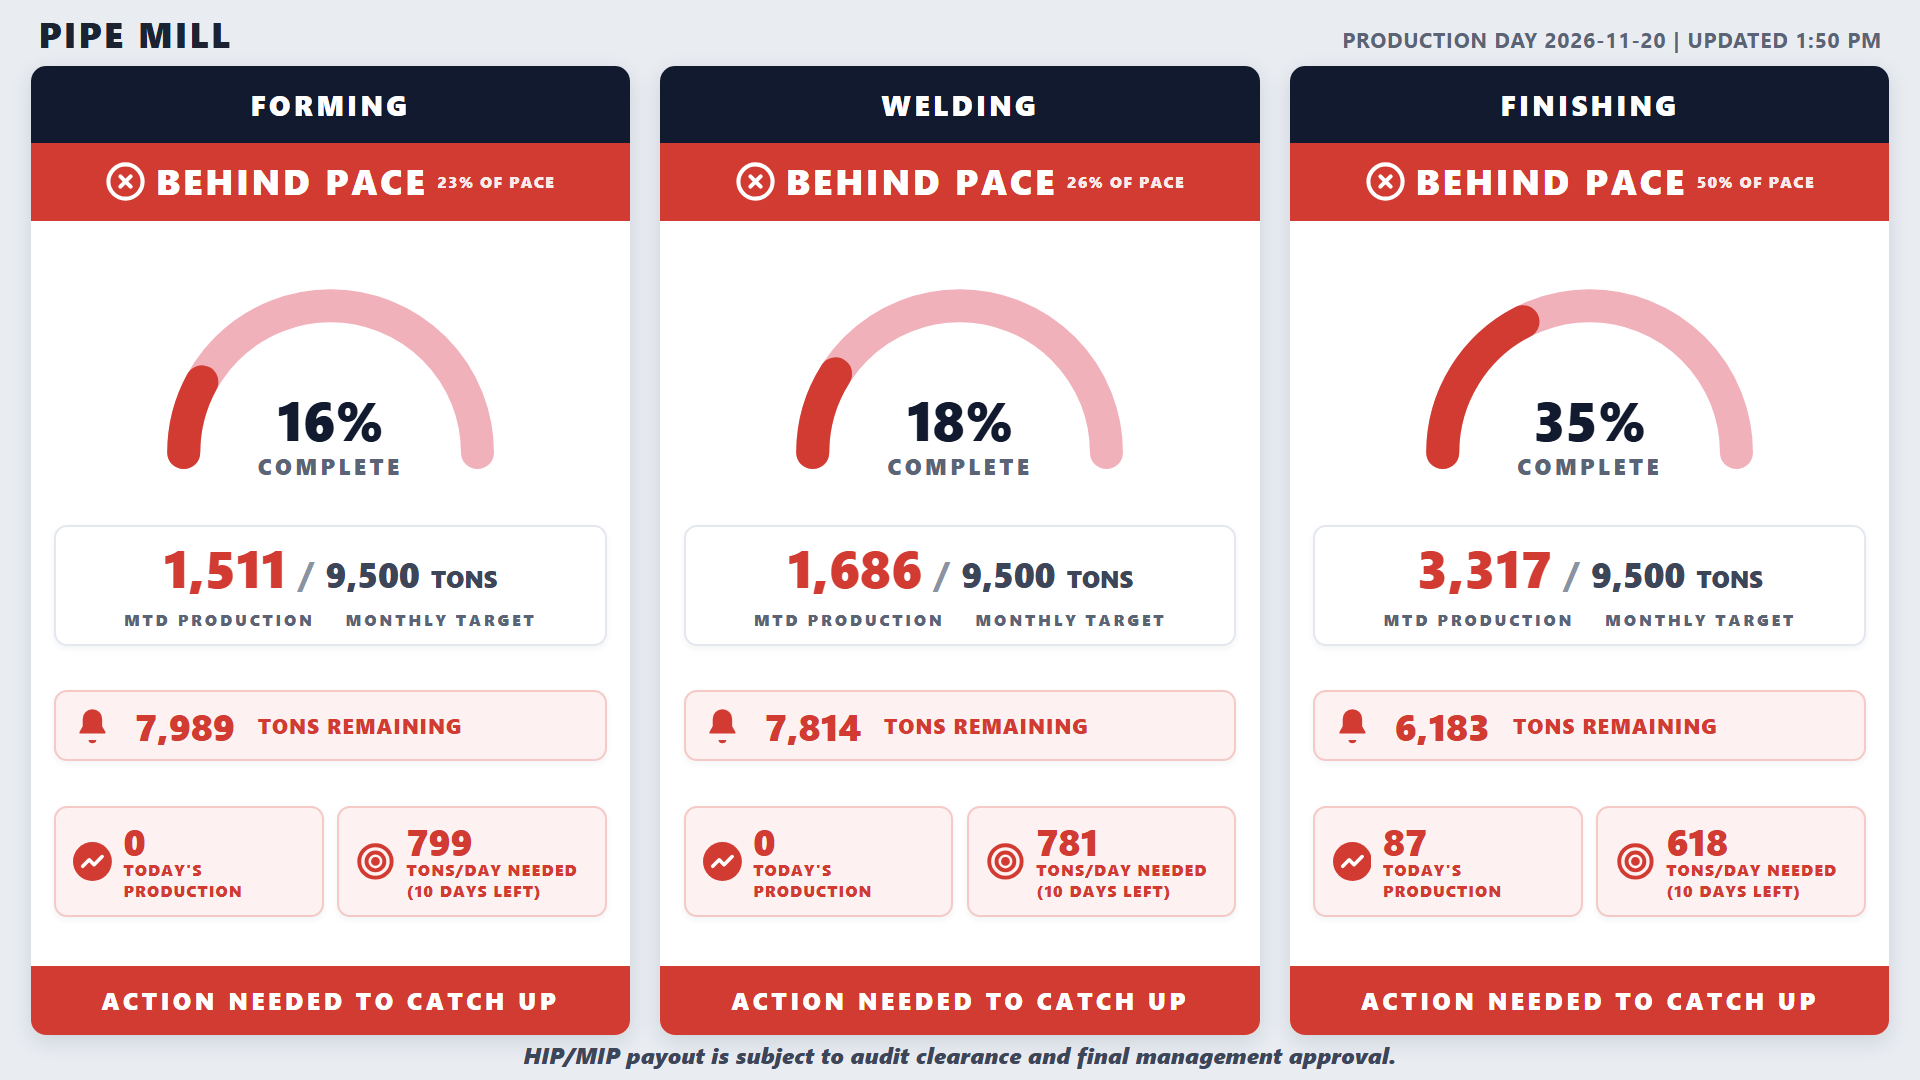 PIPE MILL
PRODUCTION DAY 2026-11-20 | UPDATED 1:50 PM
FORMING
BEHIND PACE 23% OF PACE
16%
COMPLETE
1,511 / 9,500 TONS
MTD PRODUCTION MONTHLY TARGET
7,989 TONS REMAINING
0
TODAY'S
PRODUCTION
799
TONS/DAY NEEDED
(10 DAYS LEFT)
ACTION NEEDED TO CATCH UP
WELDING
BEHIND PACE 26% OF PACE
18%
COMPLETE
1,686 / 9,500 TONS
MTD PRODUCTION MONTHLY TARGET
7,814 TONS REMAINING
0
TODAY'S
PRODUCTION
781
TONS/DAY NEEDED
(10 DAYS LEFT)
ACTION NEEDED TO CATCH UP
FINISHING
BEHIND PACE 50% OF PACE
35%
COMPLETE
3,317 / 9,500 TONS
MTD PRODUCTION MONTHLY TARGET
6,183 TONS REMAINING
87
TODAY'S
PRODUCTION
618
TONS/DAY NEEDED
(10 DAYS LEFT)
ACTION NEEDED TO CATCH UP
HIP/MIP payout is subject to audit clearance and final management approval.